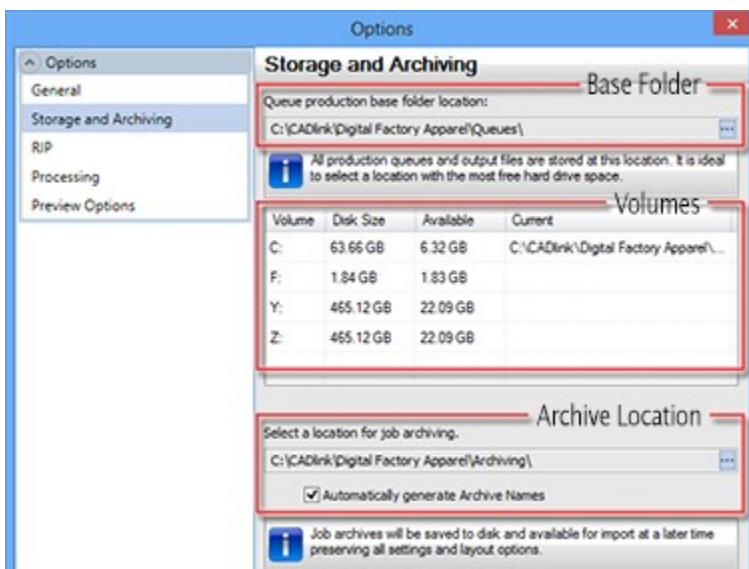 Options
Options
General
Storage and Archiving
RIP
Processing
Preview Options
Storage and Archiving
Base Folder
Queue production base folder location:
C:\CADlink\Digital Factory Apparel\Queues\
All production queues and output files are stored at this location. It is ideal
to select a location with the most free hard drive space.
Volumes
Volume Disk Size Available Current
C: 63.66 GB 6.32 GB C:\CADlink\Digital Factory Apparel\...
F: 1.84 GB 1.83 GB
Y: 465.12 GB 22.09 GB
Z: 465.12 GB 22.09 GB
Archive Location
Select a location for job archiving.
C:\CADlink\Digital Factory Apparel\Archiving\
Automatically generate Archive Names
Job archives will be saved to disk and available for import at a later time
preserving all settings and layout options.